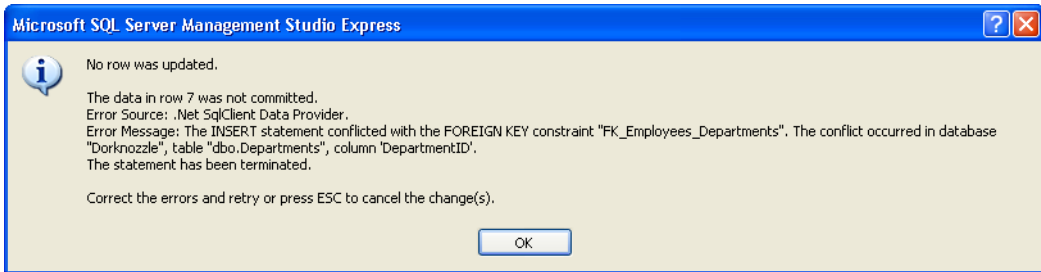 Microsoft SQL Server Management Studio Express
No row was updated.
The data in row 7 was not committed.
Error Source: .Net SqlClient Data Provider.
Error Message: The INSERT statement conflicted with the FOREIGN KEY constraint "FK_Employees_Departments". The conflict occurred in database
"Dorknozzle", table "dbo.Departments", column 'DepartmentID'.
The statement has been terminated.
Correct the errors and retry or press ESC to cancel the change(s).
OK